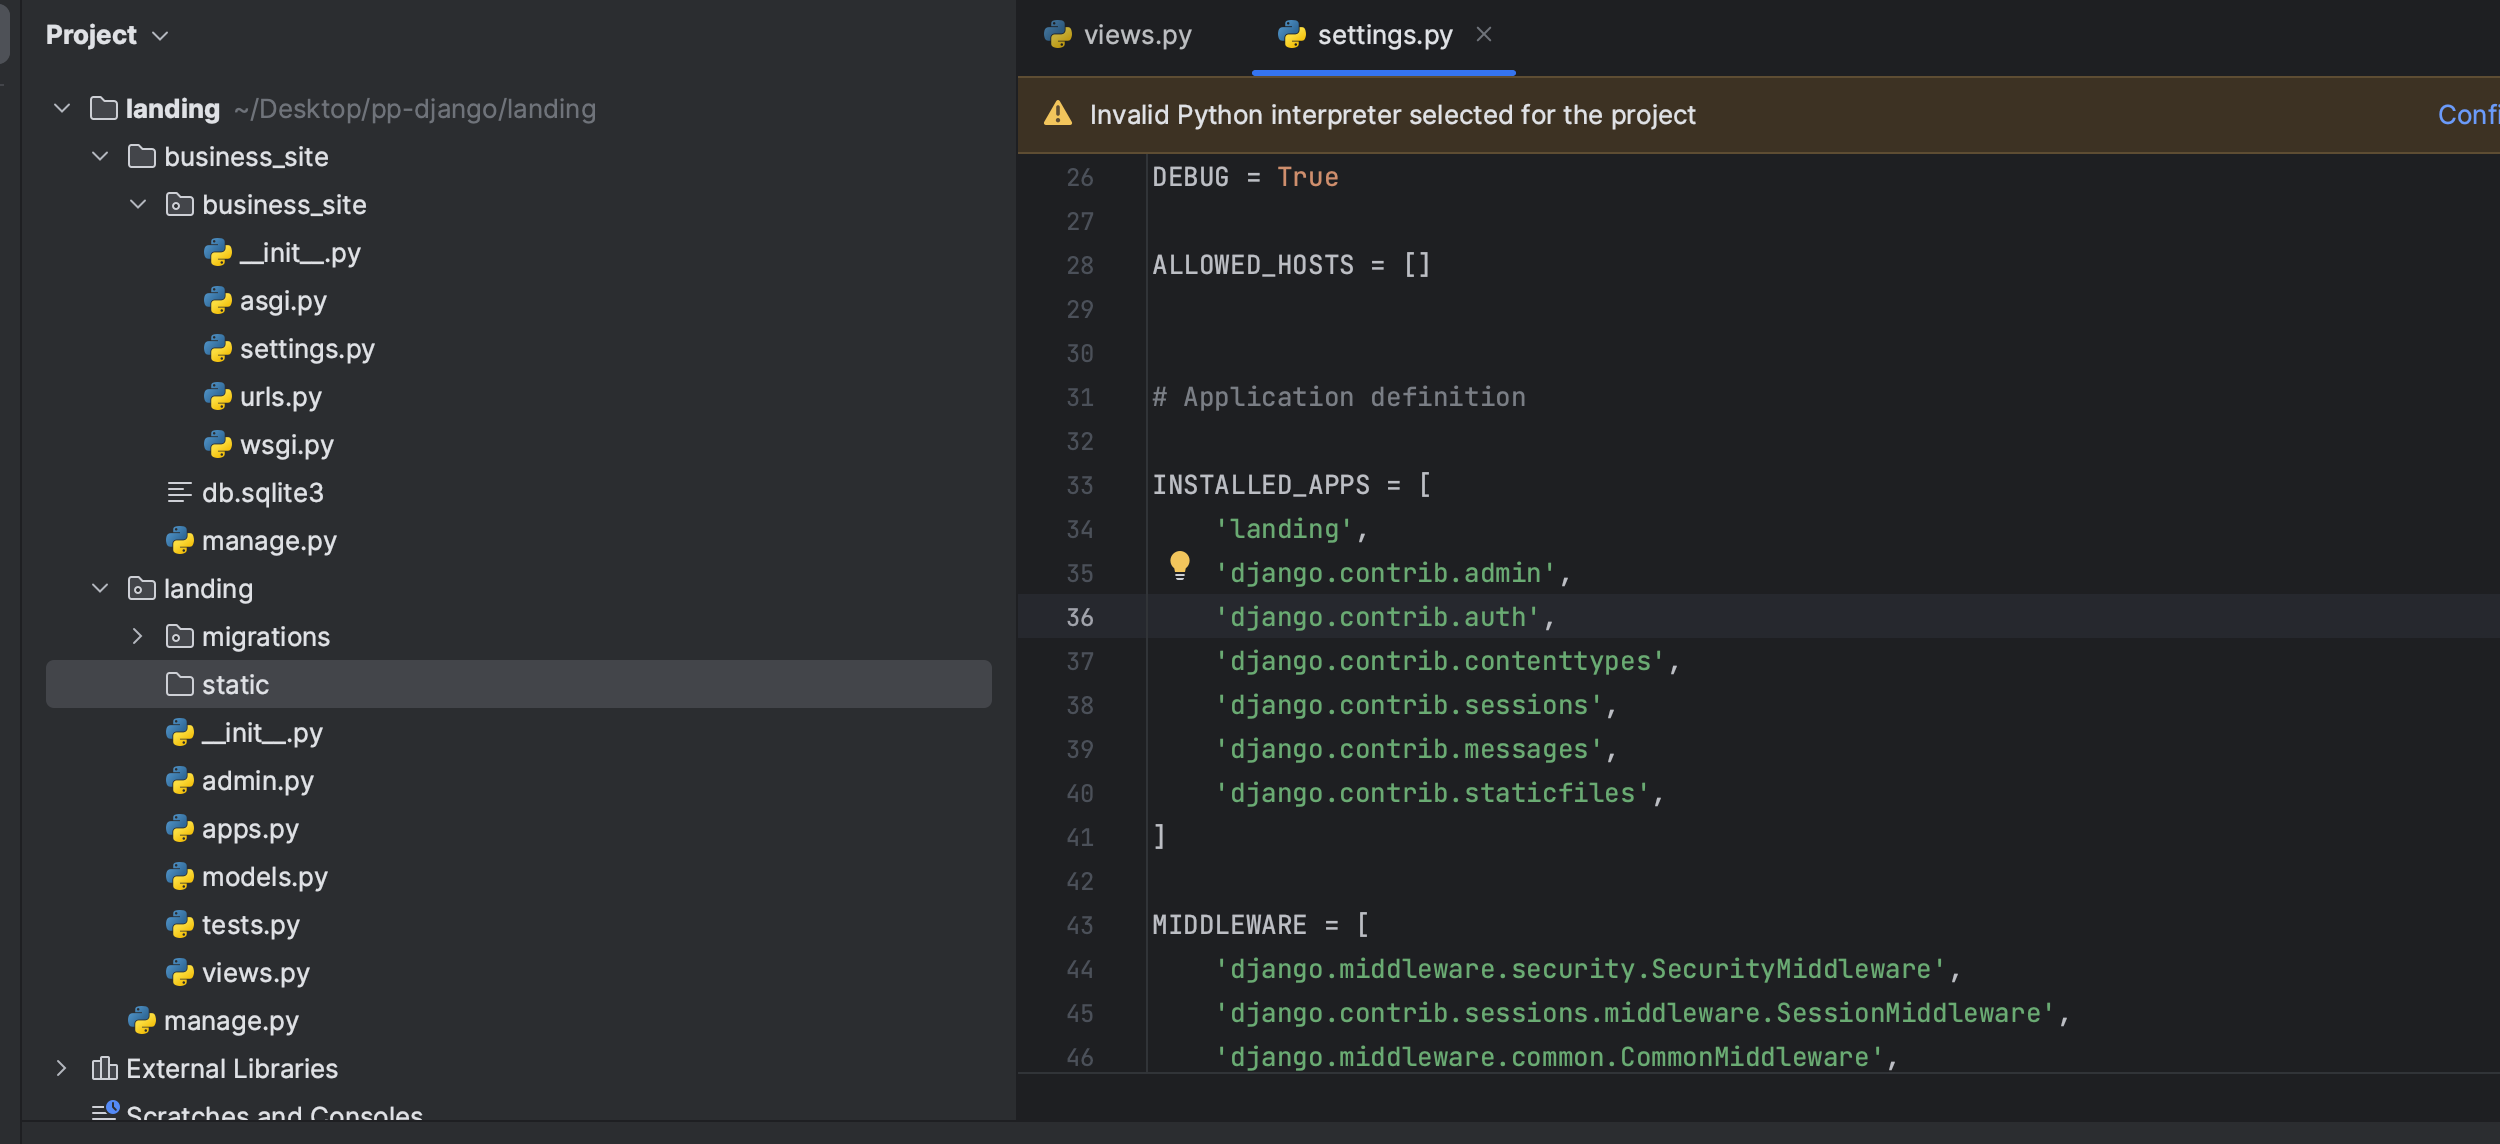 Project
landing ~/Desktop/pp-django/landing
business_site
business_site
__init__.py
asgi.py
settings.py
urls.py
wsgi.py
db.sqlite3
manage.py
landing
migrations
static
__init__.py
admin.py
apps.py
models.py
tests.py
views.py
manage.py
External Libraries
Scratches and Consoles
views.py settings.py
Invalid Python interpreter selected for the project Confi
26 DEBUG = True
27
28 ALLOWED_HOSTS = []
29
30
31 # Application definition
32
33 INSTALLED_APPS = [
34 'landing',
35 'django.contrib.admin',
36 'django.contrib.auth',
37 'django.contrib.contenttypes',
38 'django.contrib.sessions',
39 'django.contrib.messages',
40 'django.contrib.staticfiles',
41 ]
42
43 MIDDLEWARE = [
44 'django.middleware.security.SecurityMiddleware',
45 'django.contrib.sessions.middleware.SessionMiddleware',
46 'django.middleware.common.CommonMiddleware',